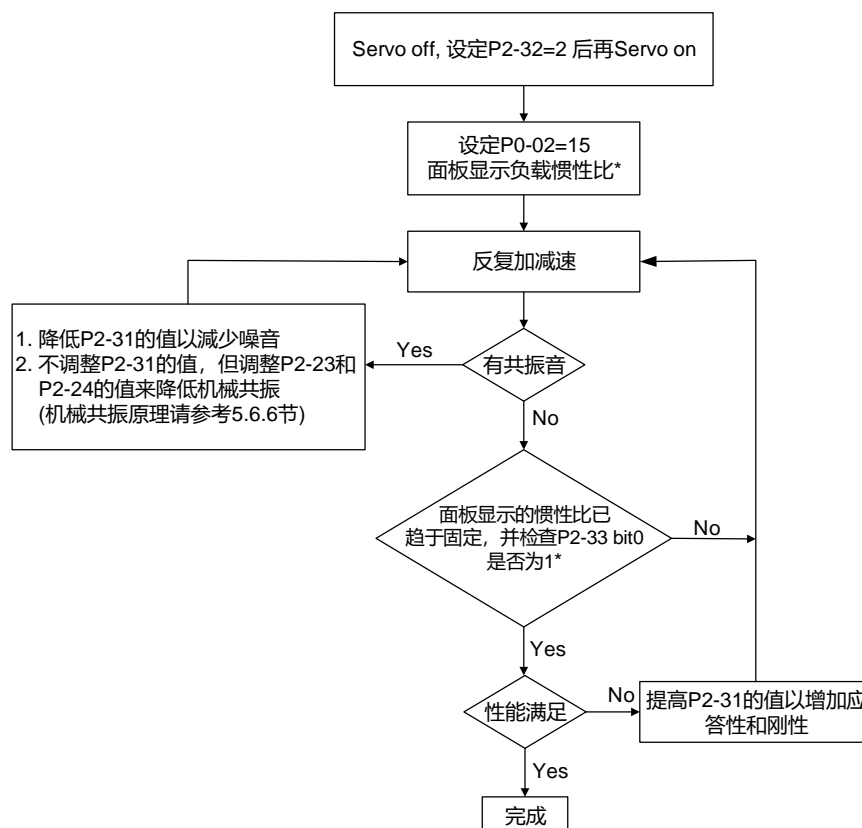 Servo off, 设定P2-32=2 后再Servo on
设定P0-02=15
面板显示负载惯性比*
反复加减速
1. 降低P2-31的值以減少噪音
2. 不调整P2-31的值，但调整P2-23和
P2-24的值来降低机械共振
(机械共振原理请参考5.6.6节)
Yes
有共振音
No
面板显示的惯性比已
趋于固定，并检查P2-33 bit0
是否为1*
No
Yes
性能满足
No
提高P2-31的值以增加应
答性和刚性
Yes
完成